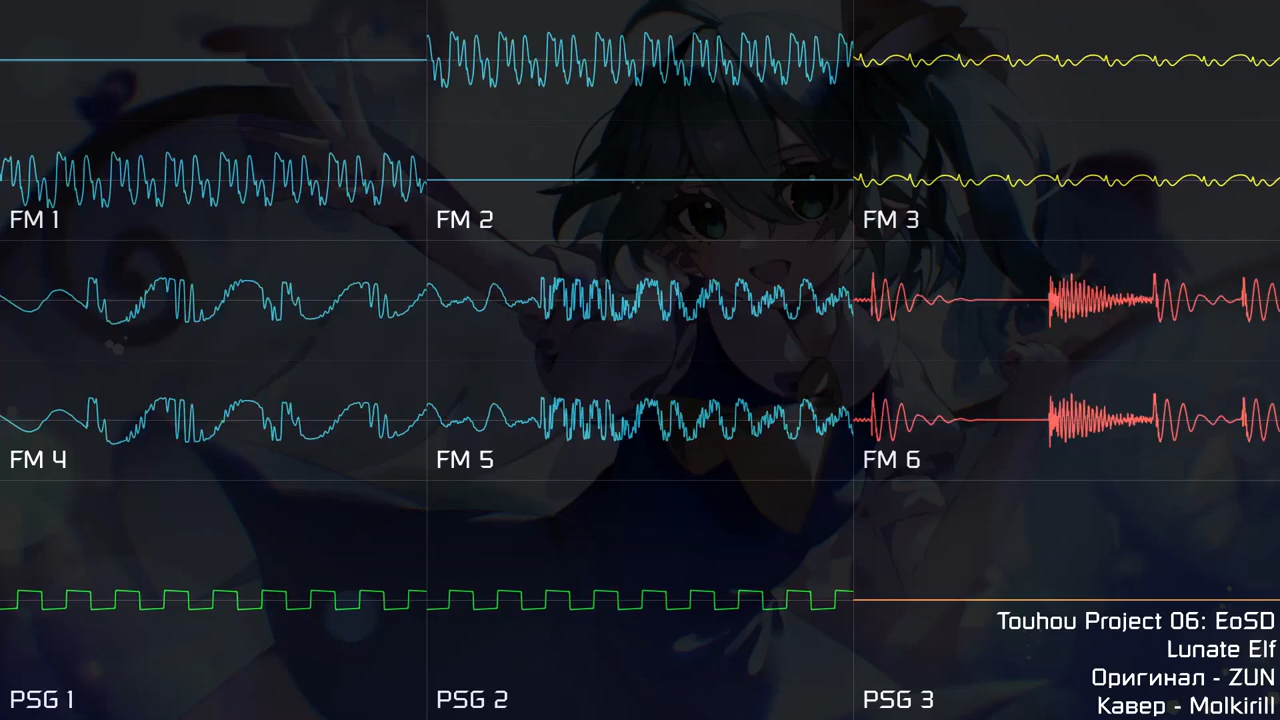 FM 1
FM 2
FM 3
FM 4
FM 5
FM 6
PSG 1
PSG 2
PSG 3
Touhou Project 06: EoSD
Lunate Elf
Оригинал - ZUN
Кавер - Molkirill